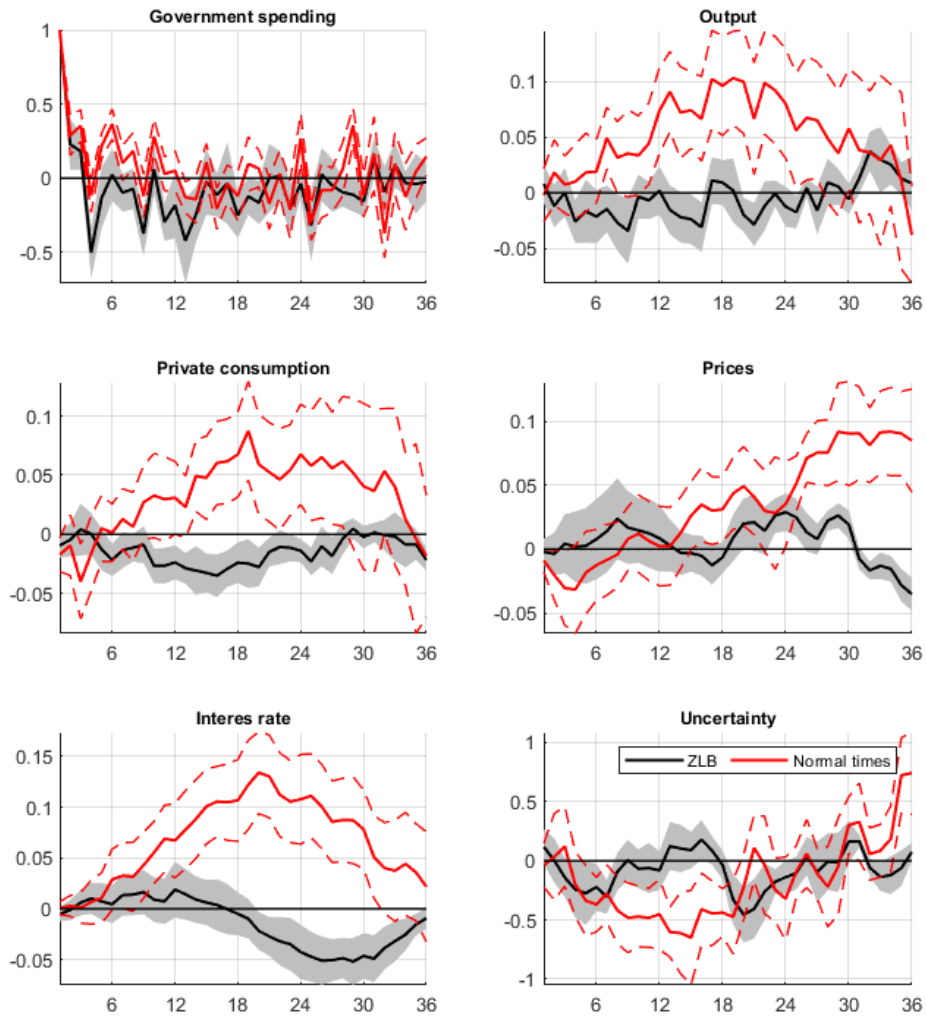 Government spending
1
0.5
0
-0.5
6 12 18 24 30 36
Output
0.1
0.05
0
-0.05
6 12 18 24 30 36
Private consumption
0.1
0.05
0
-0.05
6 12 18 24 30 36
Prices
0.1
0.05
0
-0.05
6 12 18 24 30 36
Interes rate
0.15
0.1
0.05
0
-0.05
6 12 18 24 30 36
Uncertainty
ZLB Normal times
1
0.5
0
-0.5
-1
6 12 18 24 30 36